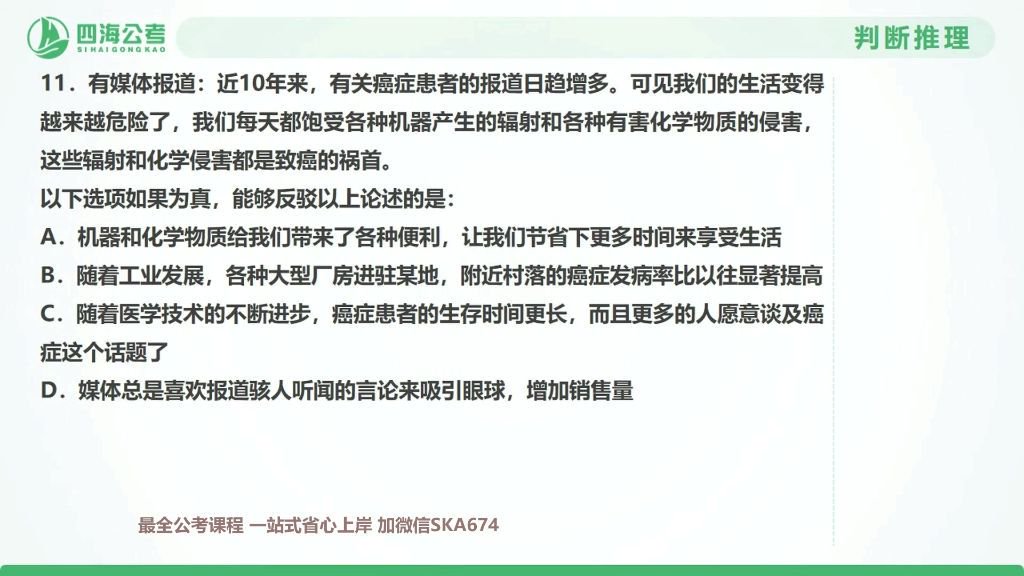 四海公考
SIHAIGONGKAO
判断推理
11．有媒体报道：近10年来，有关癌症患者的报道日趋增多。可见我们的生活变得
越来越危险了，我们每天都饱受各种机器产生的辐射和各种有害化学物质的侵害，
这些辐射和化学侵害都是致癌的祸首。
以下选项如果为真，能够反驳以上论述的是：
A．机器和化学物质给我们带来了各种便利，让我们节省下更多时间来享受生活
B．随着工业发展，各种大型厂房进驻某地，附近村落的癌症发病率比以往显著提高
C．随着医学技术的不断进步，癌症患者的生存时间更长，而且更多的人愿意谈及癌
症这个话题了
D．媒体总是喜欢报道骇人听闻的言论来吸引眼球，增加销售量
最全公考课程 一站式省心上岸 加微信SKA674